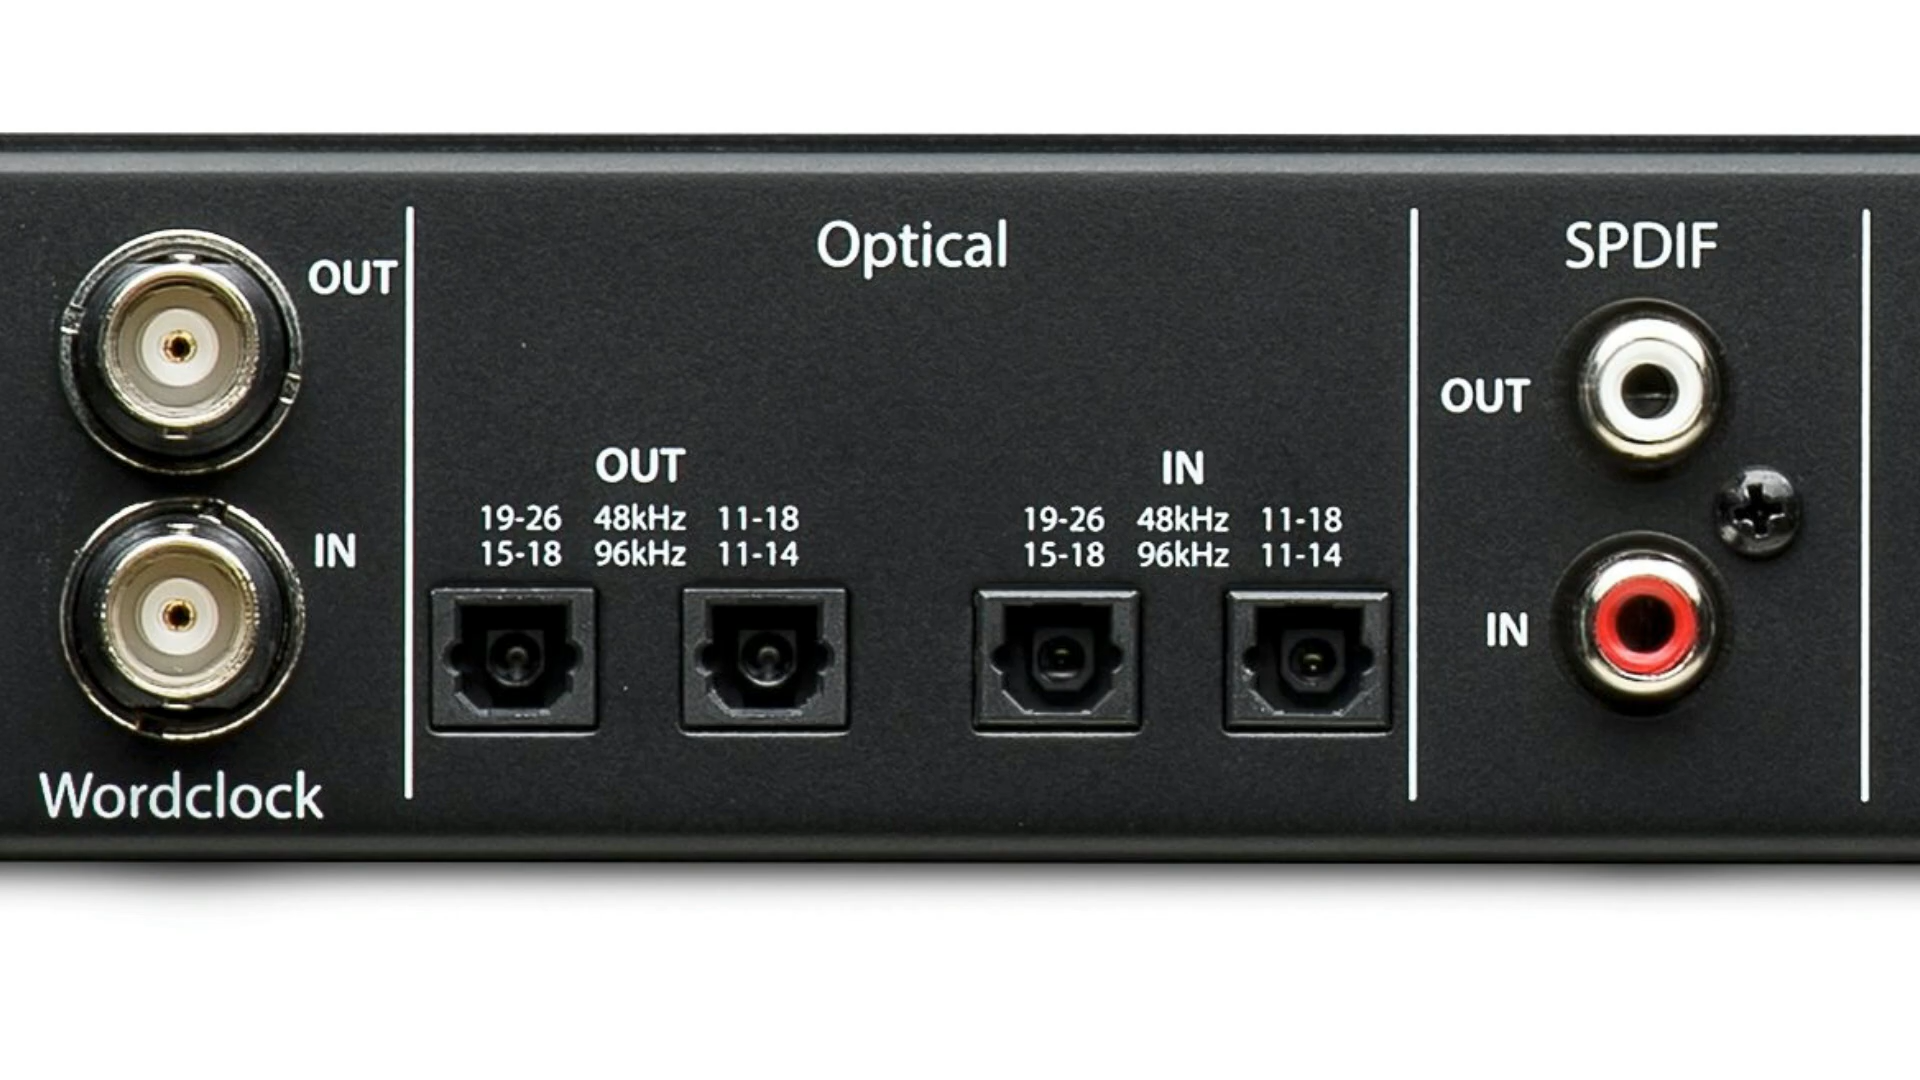 OUT
IN
Wordclock
Optical
OUT
19-26 48kHz 11-18
15-18 96kHz 11-14
IN
19-26 48kHz 11-18
15-18 96kHz 11-14
SPDIF
OUT
IN